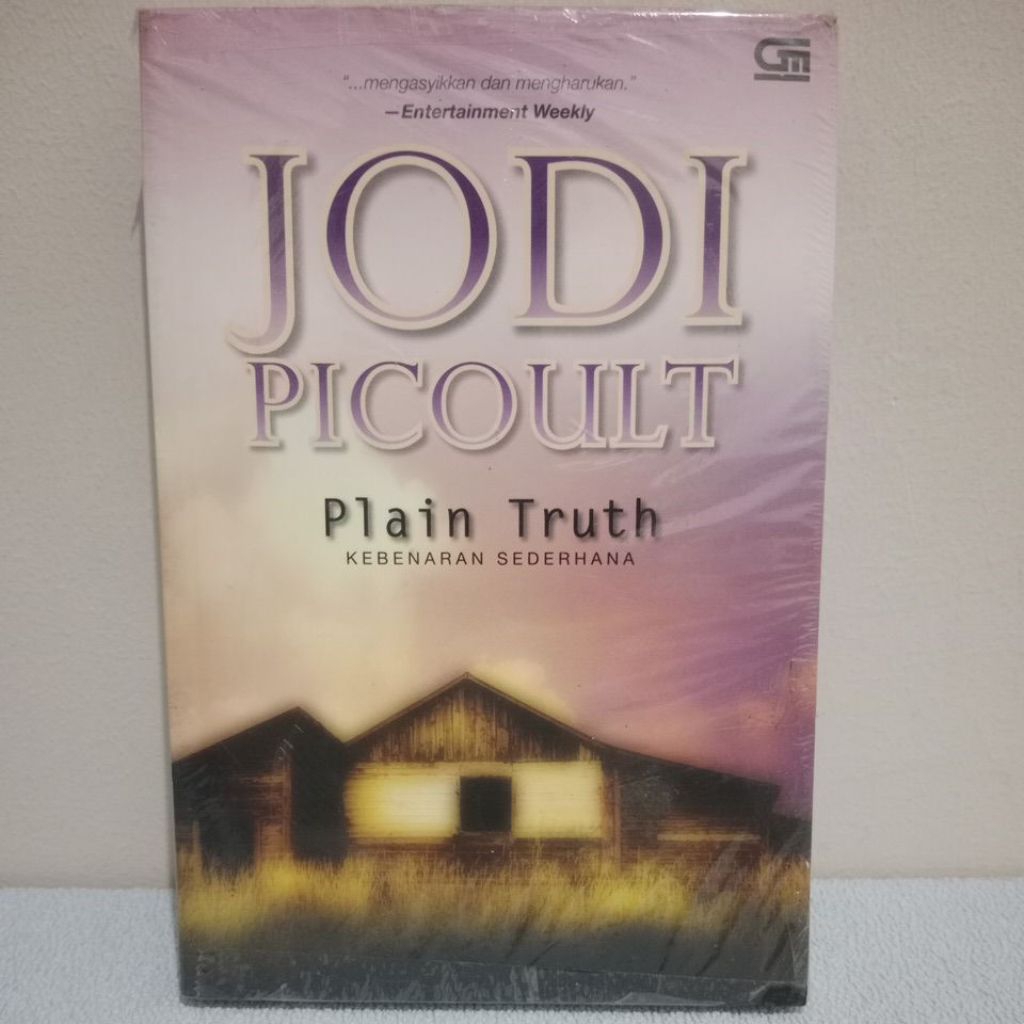 "...mengasyikkan dan mengharukan."
—Entertainment Weekly
JODI
PICOULT
Plain Truth
KEBENARAN SEDERHANA